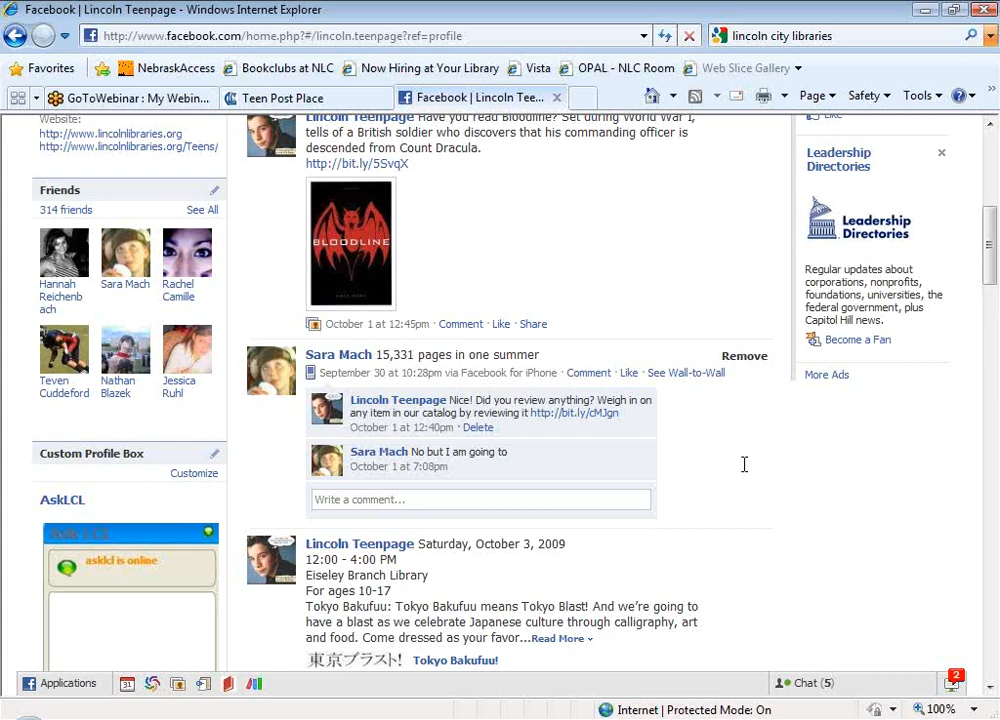 Facebook | Lincoln Teenpage - Windows Internet Explorer
http://www.facebook.com/home.php?#/lincoln.teenpage?ref=profile
lincoln city libraries
Favorites
NebraskAccess
Bookclubs at NLC
Now Hiring at Your Library
Vista
OPAL - NLC Room
Web Slice Gallery
GoToWebinar : My Webin...
Teen Post Place
Facebook | Lincoln Tee...
Page
Safety
Tools
»
Website:
http://www.lincolnlibraries.org
http://www.lincolnlibraries.org/Teens/
Friends
314 friends
See All
Hannah
Reichenb
ach
Sara Mach
Rachel
Camille
Teven
Cuddeford
Nathan
Blazek
Jessica
Ruhl
Custom Profile Box
Customize
AskLCL
Ask LCL
asklcl is online
Lincoln Teenpage Have you read Bloodline? Set during World War 1,
tells of a British soldier who discovers that his commanding officer is
descended from Count Dracula.
http://bit.ly/5SvqX
BLOODLINE
October 1 at 12:45pm · Comment · Like · Share
Sara Mach 15,331 pages in one summer
Remove
September 30 at 10:28pm via Facebook for iPhone · Comment · Like · See Wall-to-Wall
Lincoln Teenpage Nice! Did you review anything? Weigh in on
any item in our catalog by reviewing it http://bit.ly/cMJgn
October 1 at 12:40pm · Delete
Sara Mach No but I am going to
October 1 at 7:08pm
Write a comment...
Lincoln Teenpage Saturday, October 3, 2009
12:00 - 4:00 PM
Eiseley Branch Library
For ages 10-17
Tokyo Bakufuu: Tokyo Bakufuu means Tokyo Blast! And we're going to
have a blast as we celebrate Japanese culture through calligraphy, art
and food. Come dressed as your favor...Read More
東京ブラスト! Tokyo Bakufuu!
Like
Leadership
Directories
Leadership
Directories
Regular updates about
corporations, nonprofits,
foundations, universities, the
federal government, plus
Capitol Hill news.
Become a Fan
More Ads
Applications
31
Chat (5)
2
Internet | Protected Mode: On
100%